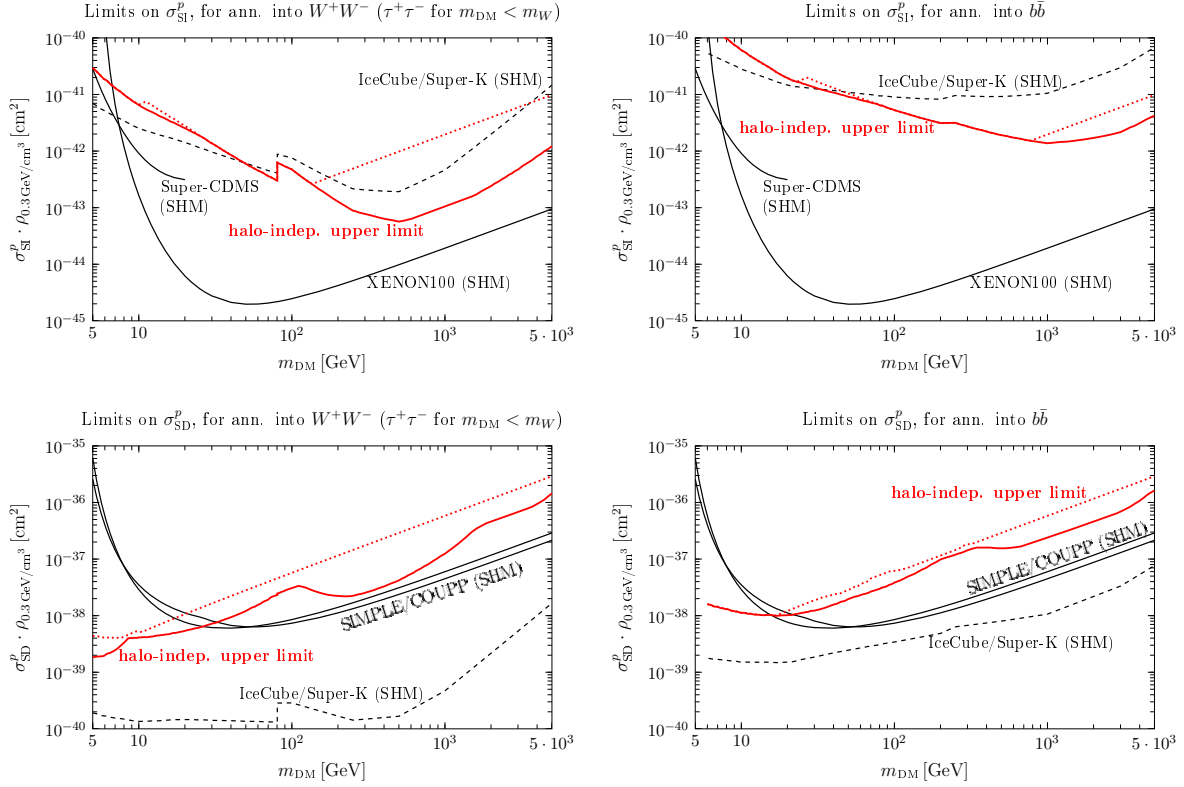 Limits on σ^p_SI, for ann. into W⁺W⁻ (τ⁺τ⁻ for m_DM < m_W)
10⁻⁴⁰
10⁻⁴¹
10⁻⁴²
10⁻⁴³
10⁻⁴⁴
10⁻⁴⁵
σ^p_SI · ρ_0.3 GeV/cm³ [cm²]
IceCube/Super-K (SHM)
Super-CDMS
(SHM)
halo-indep. upper limit
XENON100 (SHM)
5 10 10² 10³ 5 · 10³
m_DM [GeV]
Limits on σ^p_SI, for ann. into bb̄
10⁻⁴⁰
10⁻⁴¹
10⁻⁴²
10⁻⁴³
10⁻⁴⁴
10⁻⁴⁵
σ^p_SI · ρ_0.3 GeV/cm³ [cm²]
IceCube/Super-K (SHM)
halo-indep. upper limit
Super-CDMS
(SHM)
XENON100 (SHM)
5 10 10² 10³ 5 · 10³
m_DM [GeV]
Limits on σ^p_SD, for ann. into W⁺W⁻ (τ⁺τ⁻ for m_DM < m_W)
10⁻³⁵
10⁻³⁶
10⁻³⁷
10⁻³⁸
10⁻³⁹
10⁻⁴⁰
σ^p_SD · ρ_0.3 GeV/cm³ [cm²]
SIMPLE/COUPP (SHM)
halo-indep. upper limit
IceCube/Super-K (SHM)
5 10 10² 10³ 5 · 10³
m_DM [GeV]
Limits on σ^p_SD, for ann. into bb̄
10⁻³⁵
10⁻³⁶
10⁻³⁷
10⁻³⁸
10⁻³⁹
10⁻⁴⁰
σ^p_SD · ρ_0.3 GeV/cm³ [cm²]
halo-indep. upper limit
SIMPLE/COUPP (SHM)
IceCube/Super-K (SHM)
5 10 10² 10³ 5 · 10³
m_DM [GeV]